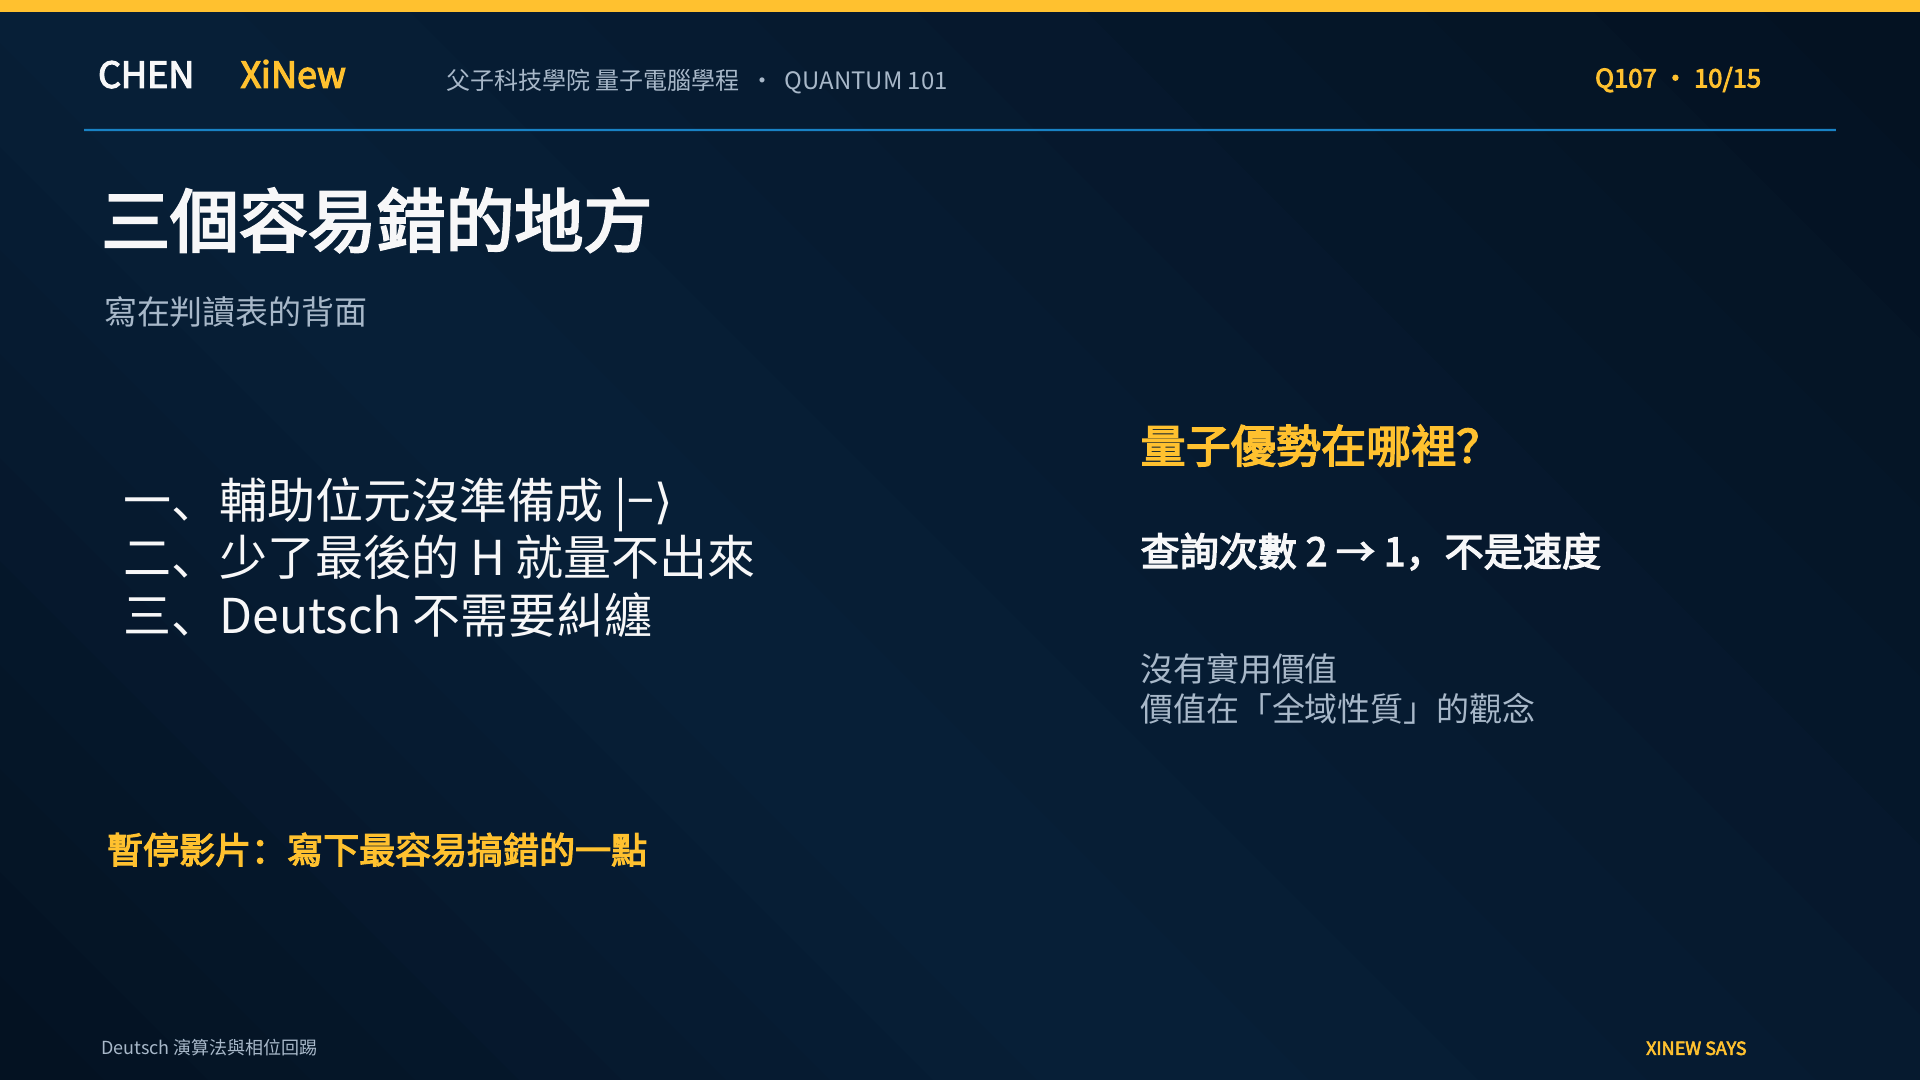 CHEN XiNew 父子科技學院 量子電腦學程 · QUANTUM 101 Q107 · 10/15
三個容易錯的地方
寫在判讀表的背面
一、輔助位元沒準備成 |−⟩
二、少了最後的 H 就量不出來
三、Deutsch 不需要糾纏
暫停影片：寫下最容易搞錯的一點
量子優勢在哪裡？
查詢次數 2 → 1，不是速度
沒有實用價值
價值在「全域性質」的觀念
Deutsch 演算法與相位回踢
XINEW SAYS